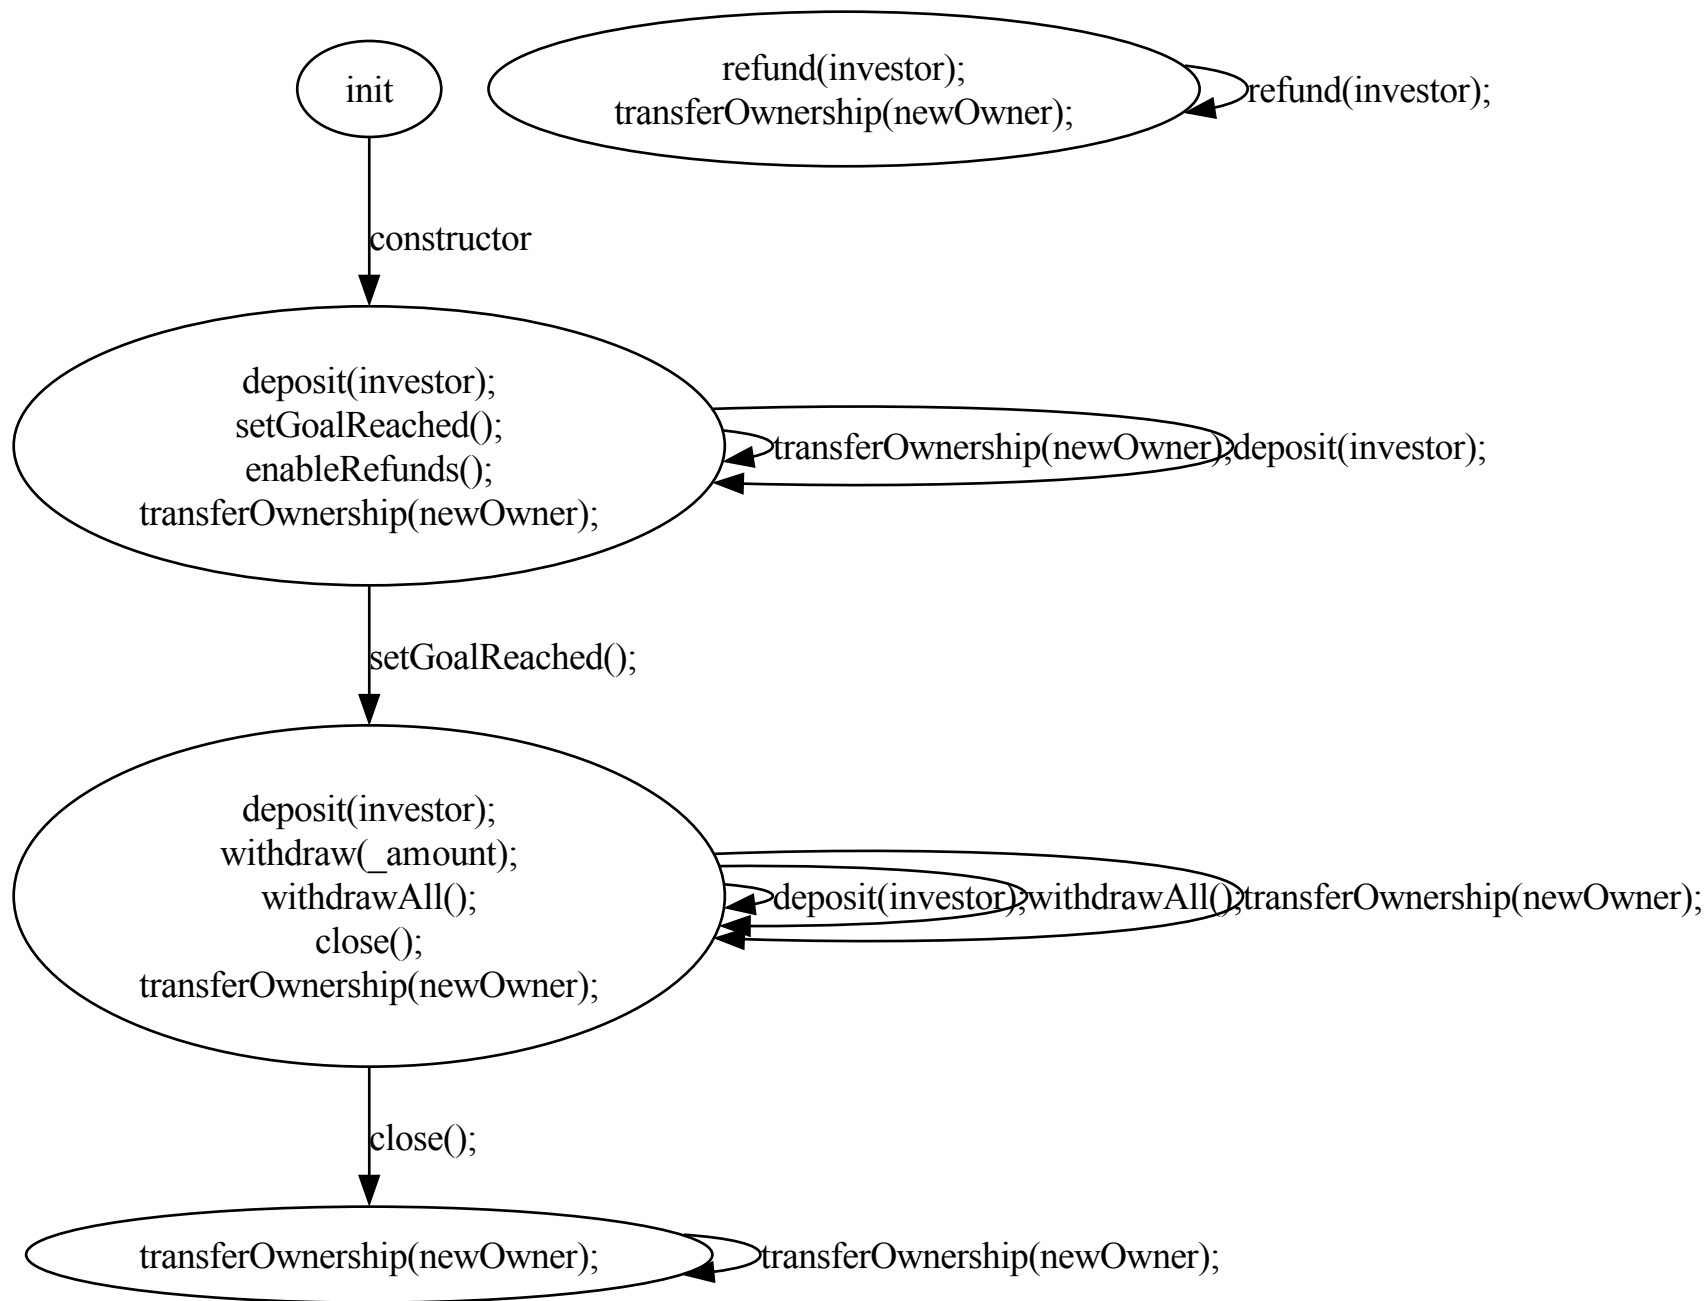 init
refund(investor);
transferOwnership(newOwner);
refund(investor);
constructor
deposit(investor);
setGoalReached();
enableRefunds();
transferOwnership(newOwner);
transferOwnership(newOwner);
deposit(investor);
setGoalReached();
deposit(investor);
withdraw(_amount);
withdrawAll();
close();
transferOwnership(newOwner);
deposit(investor);
withdrawAll();
transferOwnership(newOwner);
close();
transferOwnership(newOwner);
transferOwnership(newOwner);